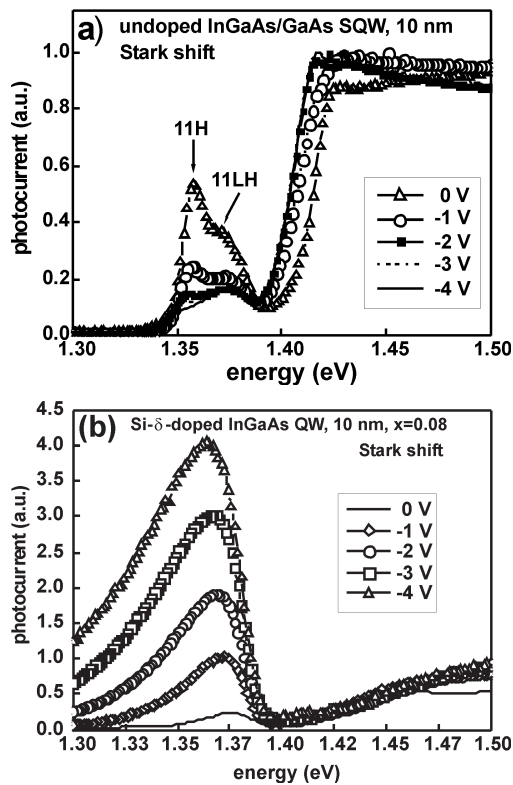 a) undoped InGaAs/GaAs SQW, 10 nm
Stark shift
11H
11LH
0 V
-1 V
-2 V
-3 V
-4 V
photocurrent (a.u.)
1.0
0.8
0.6
0.4
0.2
0.0
1.30 1.35 1.40 1.45 1.50
energy (eV)
(b) Si-δ-doped InGaAs QW, 10 nm, x=0.08
Stark shift
0 V
-1 V
-2 V
-3 V
-4 V
photocurrent (a.u.)
4.5
4.0
3.5
3.0
2.5
2.0
1.0
0.5
0.0
1.30 1.33 1.35 1.37 1.40 1.42 1.45 1.47 1.50
energy (eV)